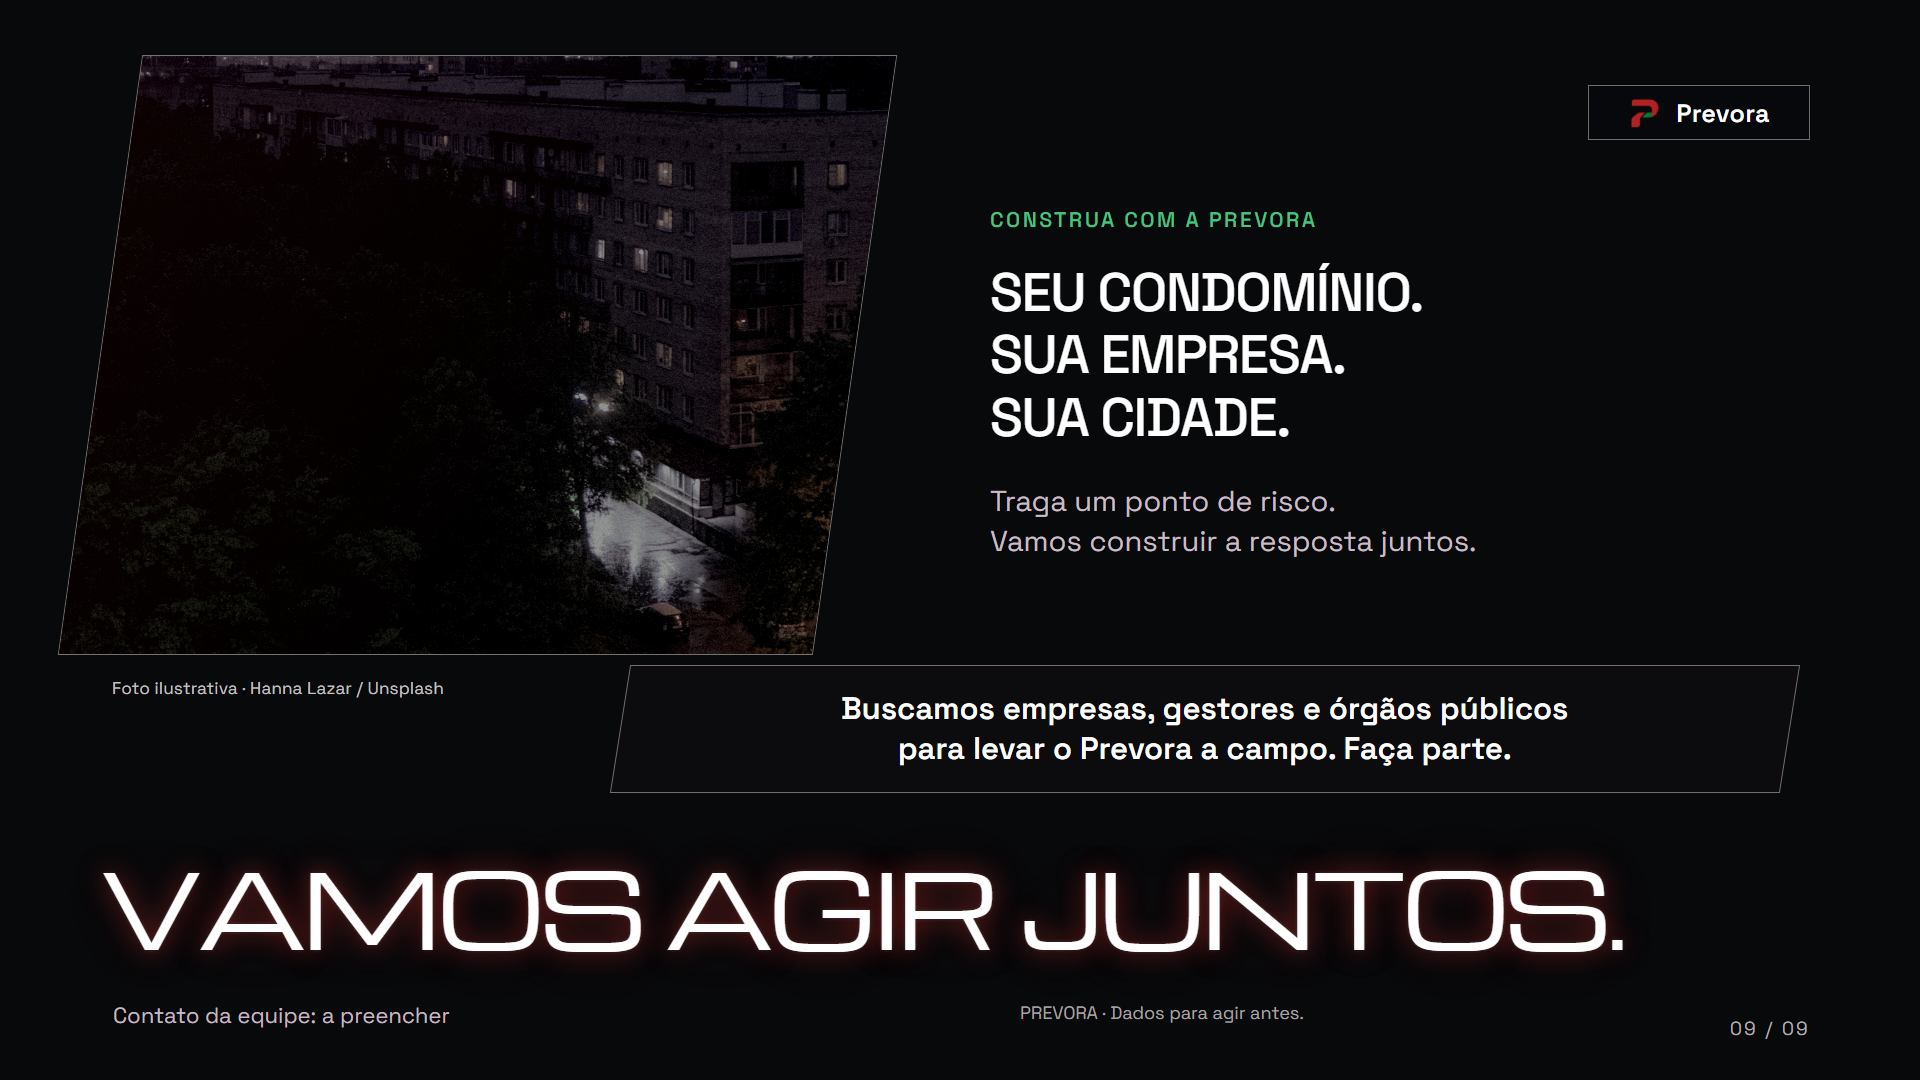 Prevora
CONSTRUA COM A PREVORA
SEU CONDOMÍNIO.
SUA EMPRESA.
SUA CIDADE.
Traga um ponto de risco.
Vamos construir a resposta juntos.
Foto ilustrativa · Hanna Lazar / Unsplash
Buscamos empresas, gestores e órgãos públicos
para levar o Prevora a campo. Faça parte.
VAMOS AGIR JUNTOS.
Contato da equipe: a preencher
PREVORA · Dados para agir antes.
09 / 09